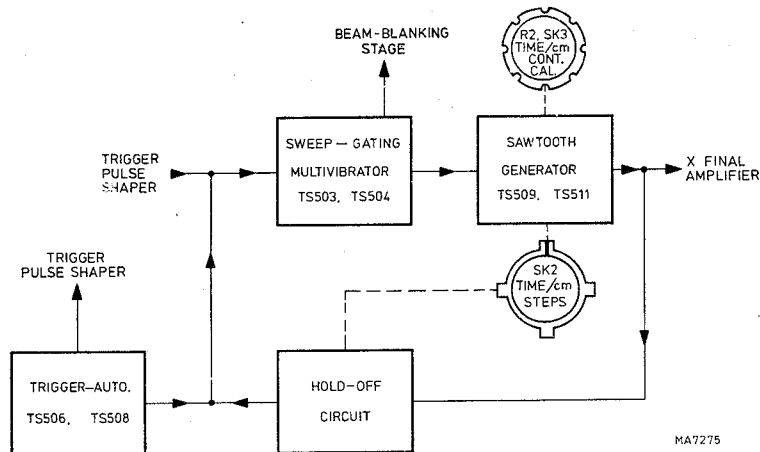 BEAM-BLANKING
STAGE
R2, SK3
TIME/cm
CONT.
CAL.
TRIGGER
PULSE
SHAPER
SWEEP – GATING
MULTIVIBRATOR
TS503, TS504
SAWTOOTH
GENERATOR
TS509, TS511
X FINAL
AMPLIFIER
TRIGGER
PULSE SHAPER
SK2
TIME/cm
STEPS
TRIGGER–AUTO.
TS506, TS508
HOLD–OFF
CIRCUIT
MA7275